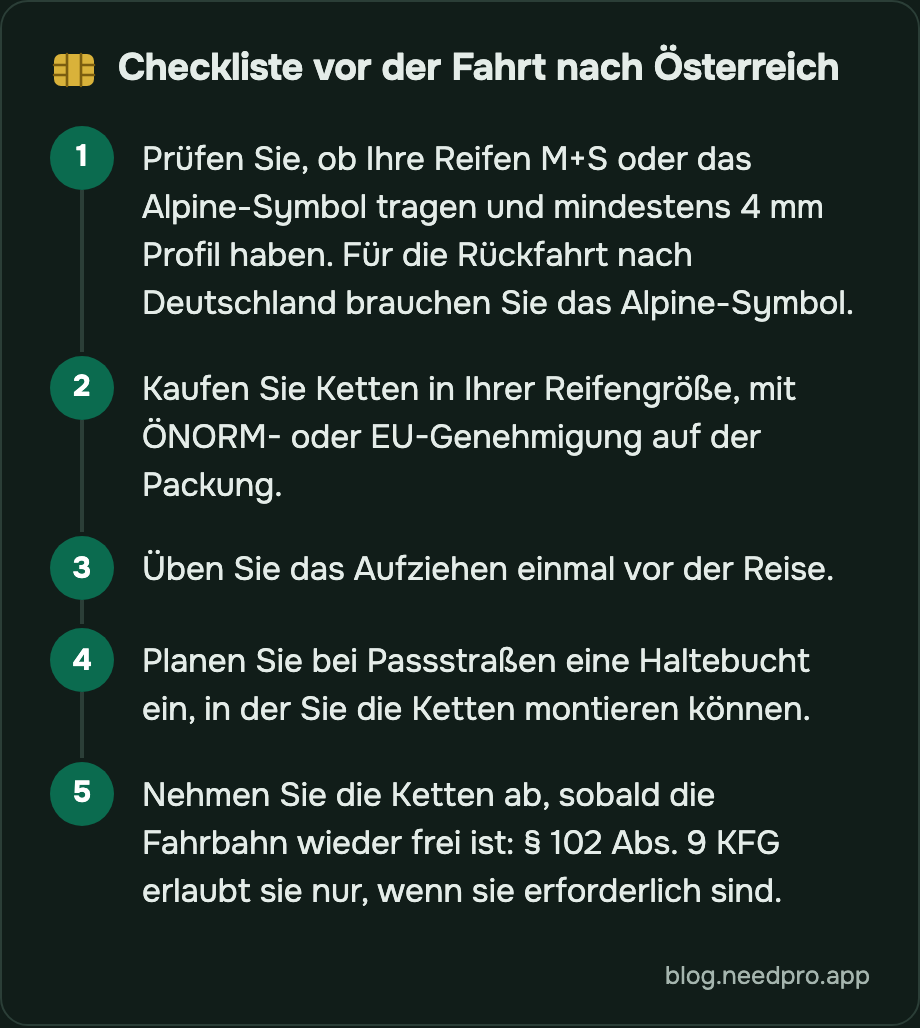 Checkliste vor der Fahrt nach Österreich
1
Prüfen Sie, ob Ihre Reifen M+S oder das
Alpine-Symbol tragen und mindestens 4 mm
Profil haben. Für die Rückfahrt nach
Deutschland brauchen Sie das Alpine-Symbol.
2
Kaufen Sie Ketten in Ihrer Reifengröße, mit
ÖNORM- oder EU-Genehmigung auf der
Packung.
3
Üben Sie das Aufziehen einmal vor der Reise.
4
Planen Sie bei Passstraßen eine Haltebucht
ein, in der Sie die Ketten montieren können.
5
Nehmen Sie die Ketten ab, sobald die
Fahrbahn wieder frei ist: § 102 Abs. 9 KFG
erlaubt sie nur, wenn sie erforderlich sind.
blog.needpro.app